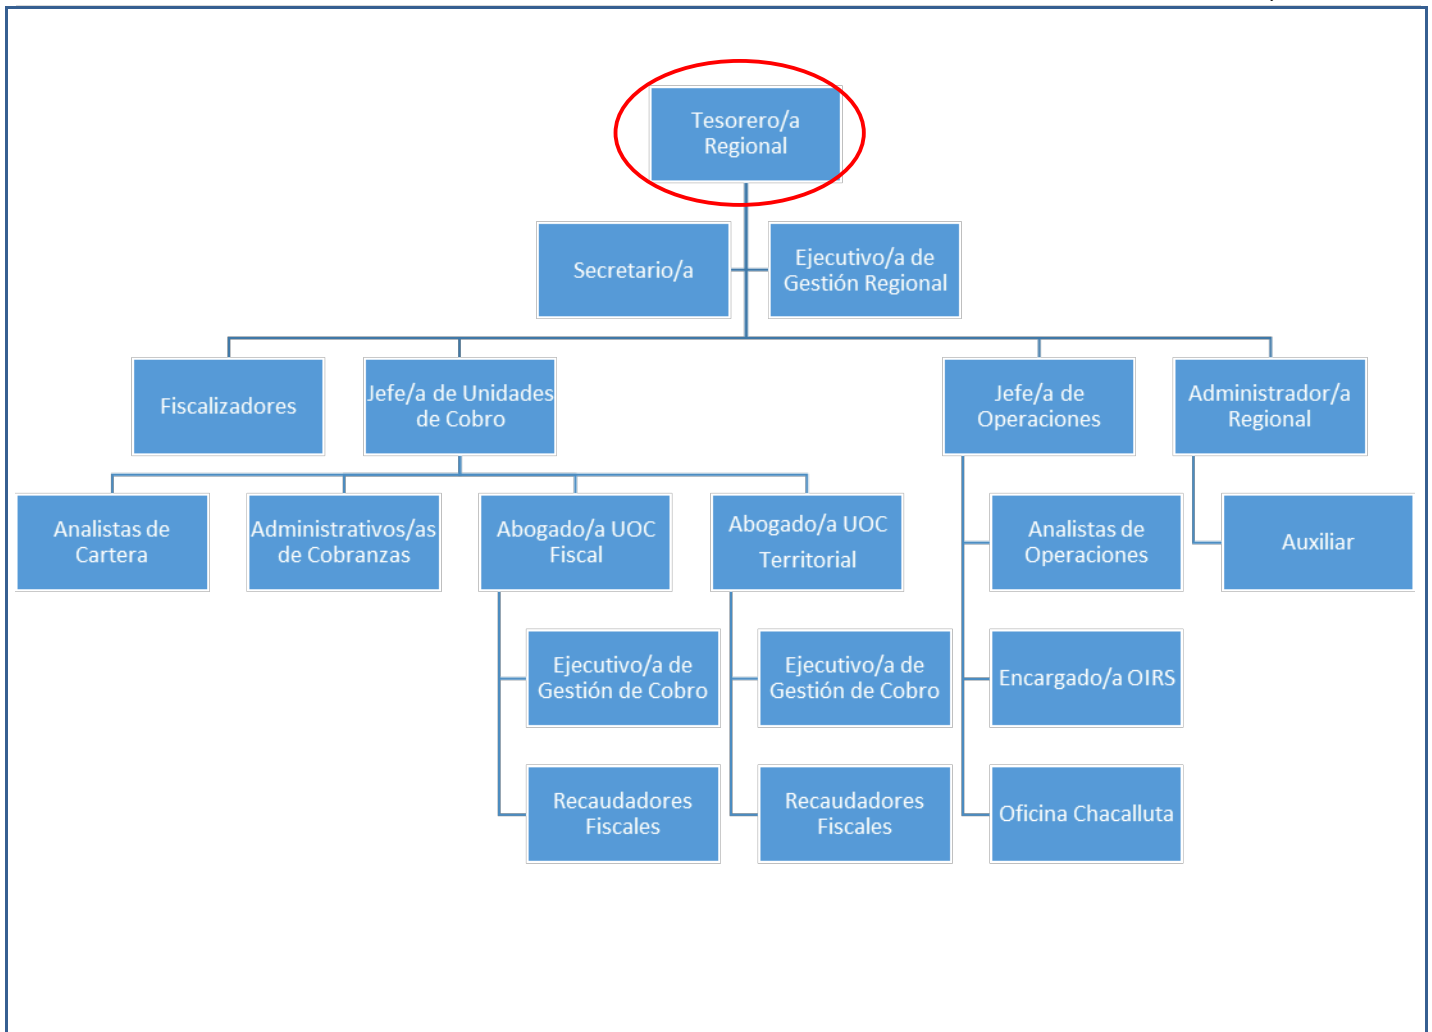 Tesorero/a
Regional
Secretario/a
Ejecutivo/a de
Gestión Regional
Fiscalizadores
Jefe/a de Unidades
de Cobro
Jefe/a de
Operaciones
Administrador/a
Regional
Analistas de
Cartera
Administrativos/as
de Cobranzas
Abogado/a UOC
Fiscal
Abogado/a UOC
Territorial
Analistas de
Operaciones
Auxiliar
Ejecutivo/a de
Gestión de Cobro
Ejecutivo/a de
Gestión de Cobro
Encargado/a OIRS
Recaudadores
Fiscales
Recaudadores
Fiscales
Oficina Chacalluta